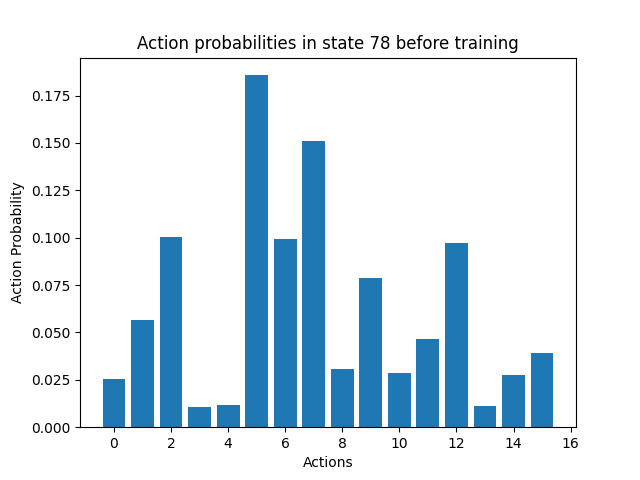 Action probabilities in state 78 before training
0.175
0.150
0.125
0.100
0.075
0.050
0.025
0.000
Action Probability
0 2 4 6 8 10 12 14 16
Actions